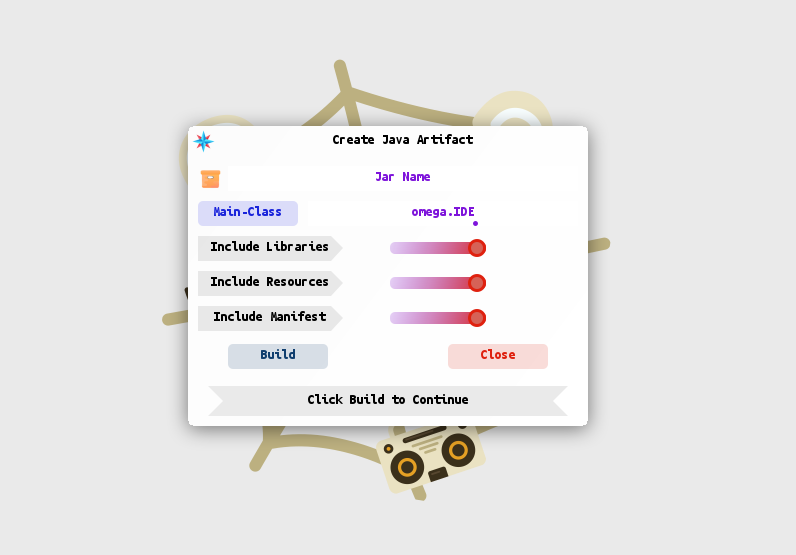 Create Java Artifact
Jar Name
Main-Class omega.IDE
Include Libraries
Include Resources
Include Manifest
Build Close
Click Build to Continue